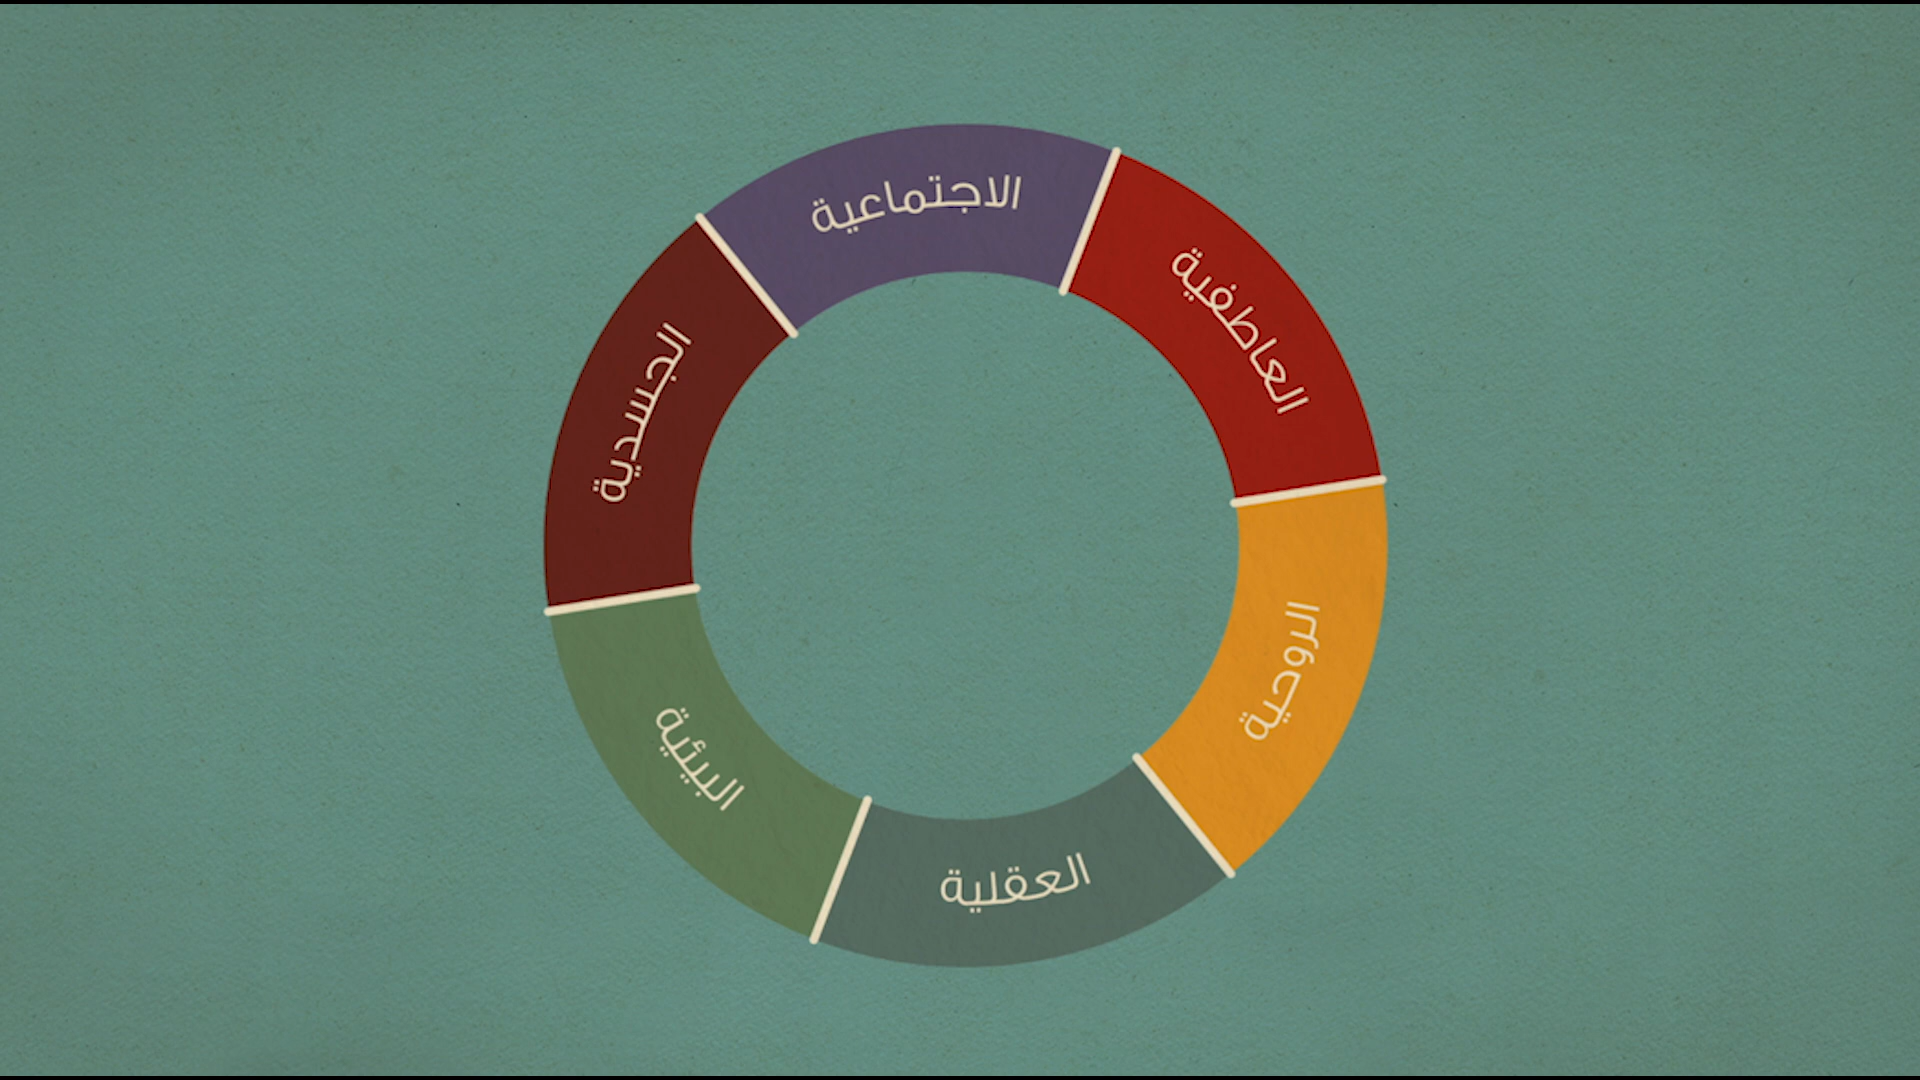 الاجتماعية
العاطفية
الروحية
العقلية
البيئية
الجسدية